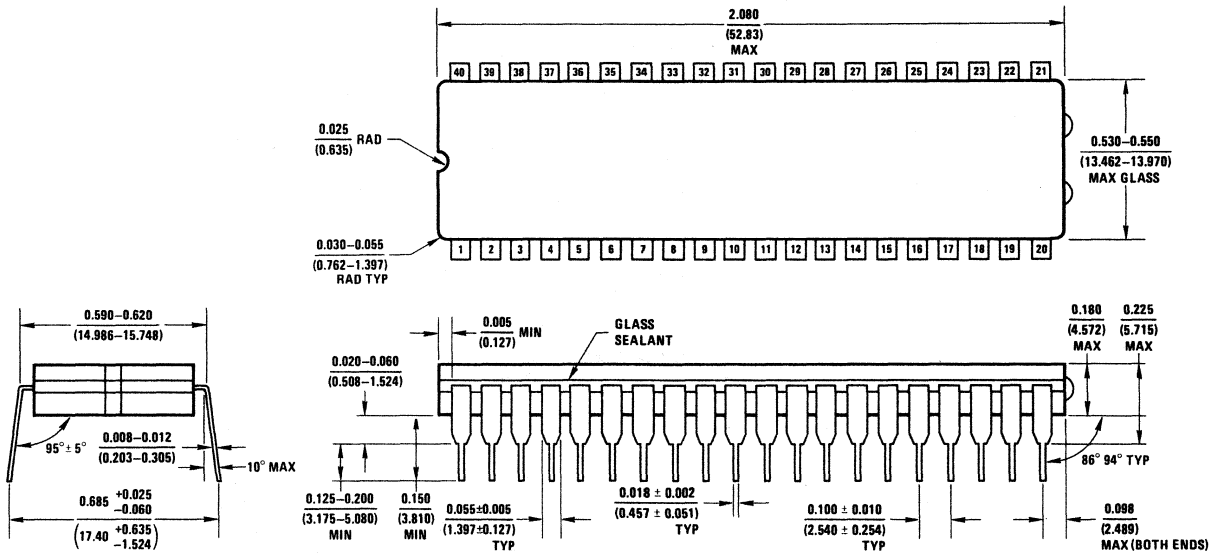 2.080
(52.83)
MAX
40 39 38 37 36 35 34 33 32 31 30 29 28 27 26 25 24 23 22 21
0.025
(0.635)
RAD
0.530–0.550
(13.462–13.970)
MAX GLASS
0.030–0.055
(0.762–1.397)
RAD TYP
1 2 3 4 5 6 7 8 9 10 11 12 13 14 15 16 17 18 19 20
0.590–0.620
(14.986–15.748)
0.005
(0.127)
MIN
GLASS
SEALANT
0.180
(4.572)
MAX
0.225
(5.715)
MAX
0.020–0.060
(0.508–1.524)
95° ± 5°
0.008–0.012
(0.203–0.305)
10° MAX
86° 94° TYP
0.685 +0.025
-0.060
(17.40 +0.635
-1.524)
0.125–0.200
(3.175–5.080)
MIN
0.150
(3.810)
MIN
0.055±0.005
(1.397±0.127)
TYP
0.018 ± 0.002
(0.457 ± 0.051)
TYP
0.100 ± 0.010
(2.540 ± 0.254)
TYP
0.098
(2.489)
MAX (BOTH ENDS)